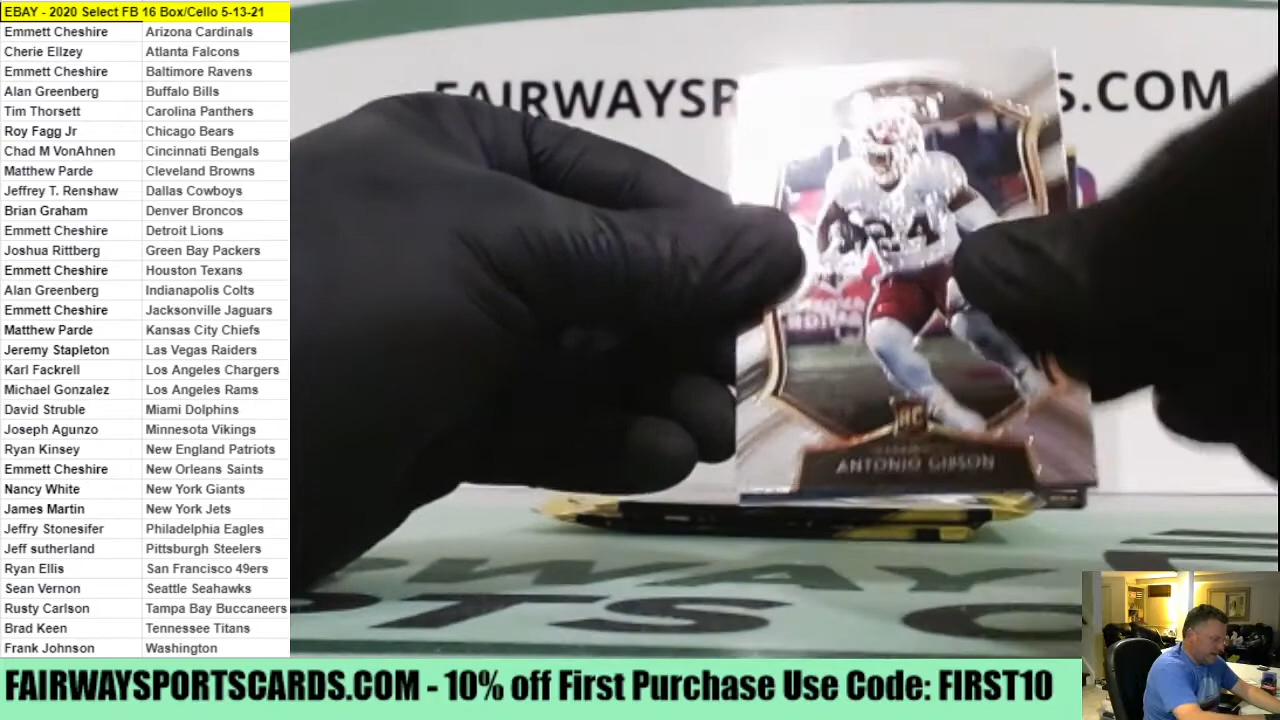 EBAY - 2020 Select FB 16 Box/Cello 5-13-21
Emmett Cheshire Arizona Cardinals
Cherie Ellzey Atlanta Falcons
Emmett Cheshire Baltimore Ravens
Alan Greenberg Buffalo Bills
Tim Thorsett Carolina Panthers
Roy Fagg Jr Chicago Bears
Chad M VonAhnen Cincinnati Bengals
Matthew Parde Cleveland Browns
Jeffrey T. Renshaw Dallas Cowboys
Brian Graham Denver Broncos
Emmett Cheshire Detroit Lions
Joshua Rittberg Green Bay Packers
Emmett Cheshire Houston Texans
Alan Greenberg Indianapolis Colts
Emmett Cheshire Jacksonville Jaguars
Matthew Parde Kansas City Chiefs
Jeremy Stapleton Las Vegas Raiders
Karl Fackrell Los Angeles Chargers
Michael Gonzalez Los Angeles Rams
David Struble Miami Dolphins
Joseph Agunzo Minnesota Vikings
Ryan Kinsey New England Patriots
Emmett Cheshire New Orleans Saints
Nancy White New York Giants
James Martin New York Jets
Jeffry Stonesifer Philadelphia Eagles
Jeff sutherland Pittsburgh Steelers
Ryan Ellis San Francisco 49ers
Sean Vernon Seattle Seahawks
Rusty Carlson Tampa Bay Buccaneers
Brad Keen Tennessee Titans
Frank Johnson Washington
FAIRWAYSP S.COM
24
RC
ANTONIO GIBSON
FAIRWAYSPORTSCARDS.COM - 10% off First Purchase Use Code: FIRST10